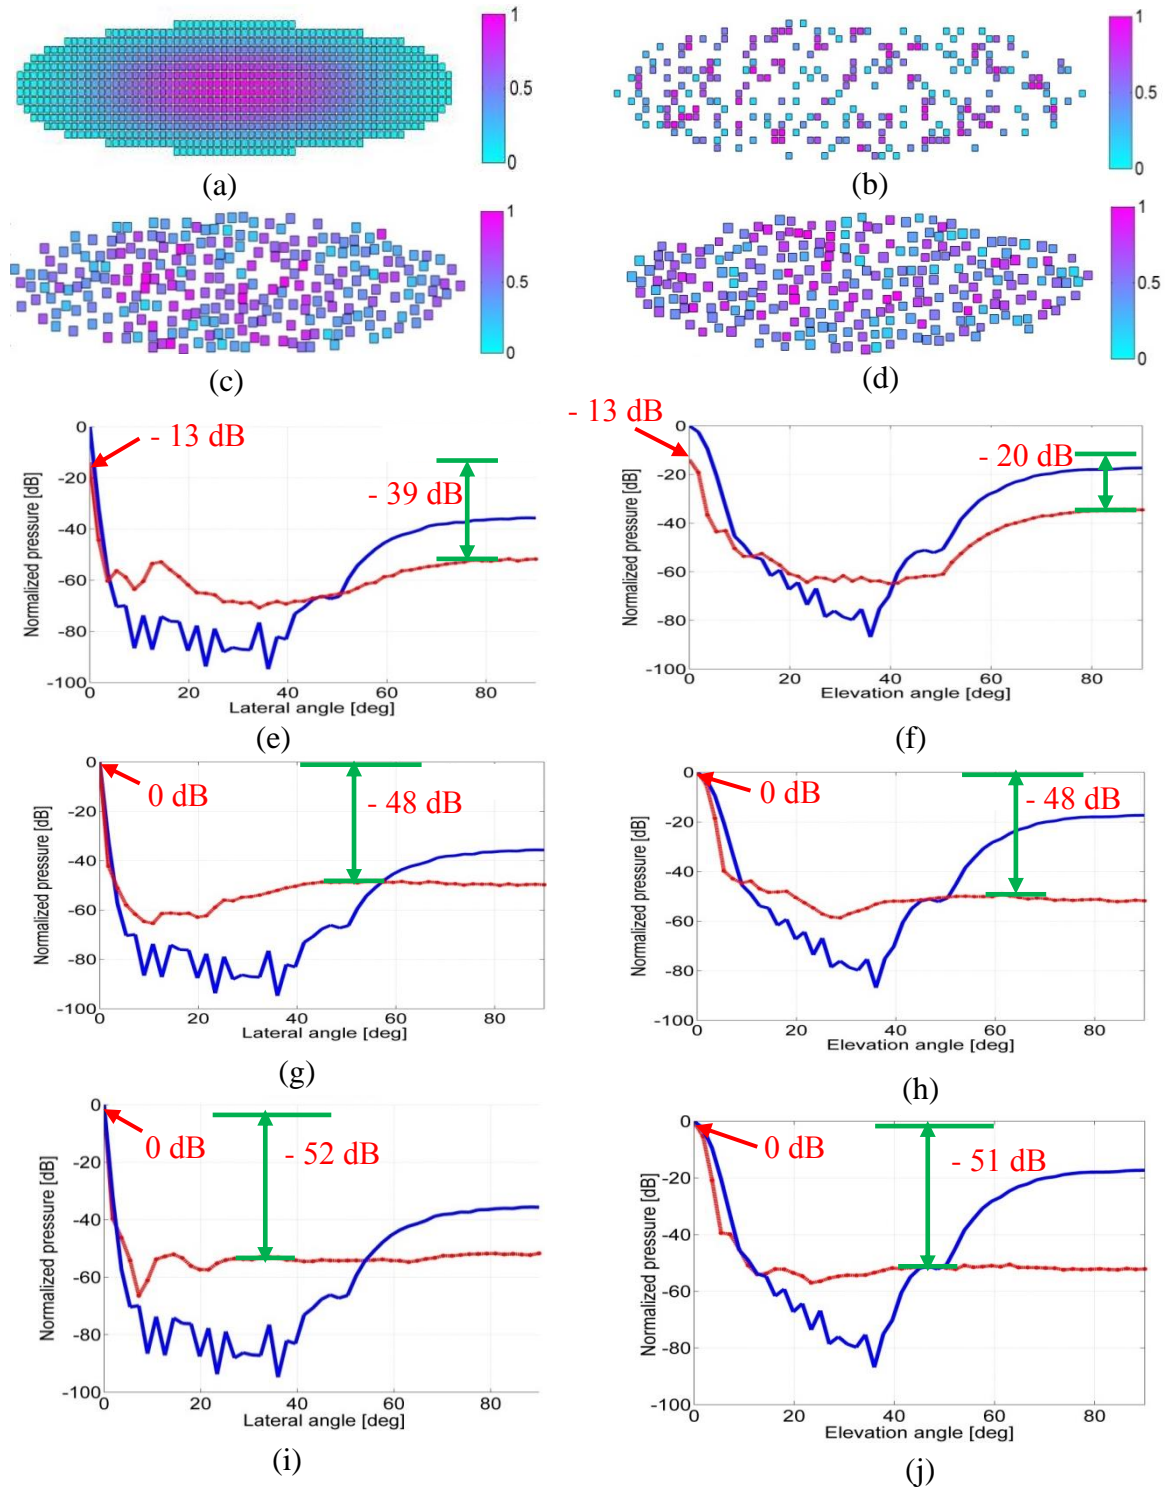 1
0.5
0
(a)
1
0.5
0
(b)
1
0.5
0
(c)
1
0.5
0
(d)
0
-20
-40
-60
-80
-100
Normalized pressure [dB]
- 13 dB
- 39 dB
0 20 40 60 80
Lateral angle [deg]
(e)
0
-20
-40
-60
-80
-100
Normalized pressure [dB]
- 13 dB
- 20 dB
0 20 40 60 80
Elevation angle [deg]
(f)
0
-20
-40
-60
-80
-100
Normalized pressure [dB]
0 dB
- 48 dB
0 20 40 60 80
Lateral angle [deg]
(g)
0
-20
-40
-60
-80
-100
Normalized pressure [dB]
0 dB
- 48 dB
0 20 40 60 80
Elevation angle [deg]
(h)
0
-20
-40
-60
-80
-100
Normalized pressure [dB]
0 dB
- 52 dB
0 20 40 60 80
Lateral angle [deg]
(i)
0
-20
-40
-60
-80
-100
Normalized pressure [dB]
0 dB
- 51 dB
0 20 40 60 80
Elevation angle [deg]
(j)